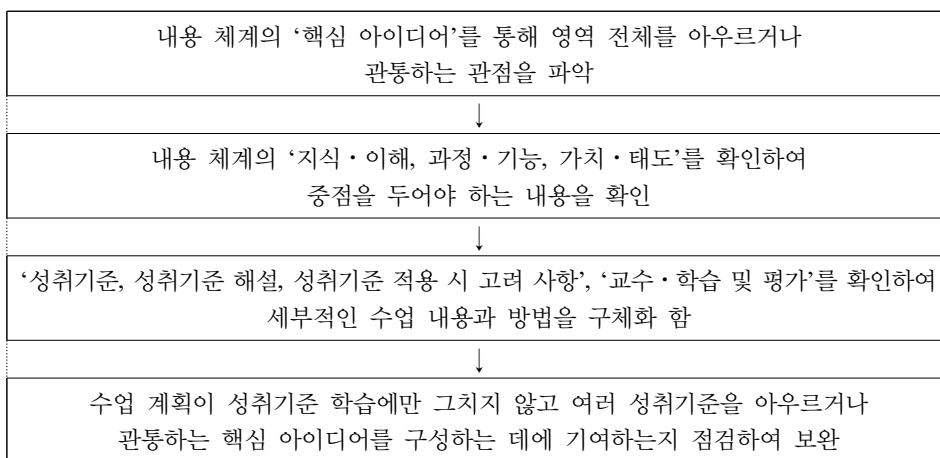 내용 체계의 ‘핵심 아이디어’를 통해 영역 전체를 아우르거나
관통하는 관점을 파악
↓
내용 체계의 ‘지식・이해, 과정・기능, 가치・태도’를 확인하여
중점을 두어야 하는 내용을 확인
↓
‘성취기준, 성취기준 해설, 성취기준 적용 시 고려 사항’, ‘교수・학습 및 평가’를 확인하여
세부적인 수업 내용과 방법을 구체화 함
↓
수업 계획이 성취기준 학습에만 그치지 않고 여러 성취기준을 아우르거나
관통하는 핵심 아이디어를 구성하는 데에 기여하는지 점검하여 보완